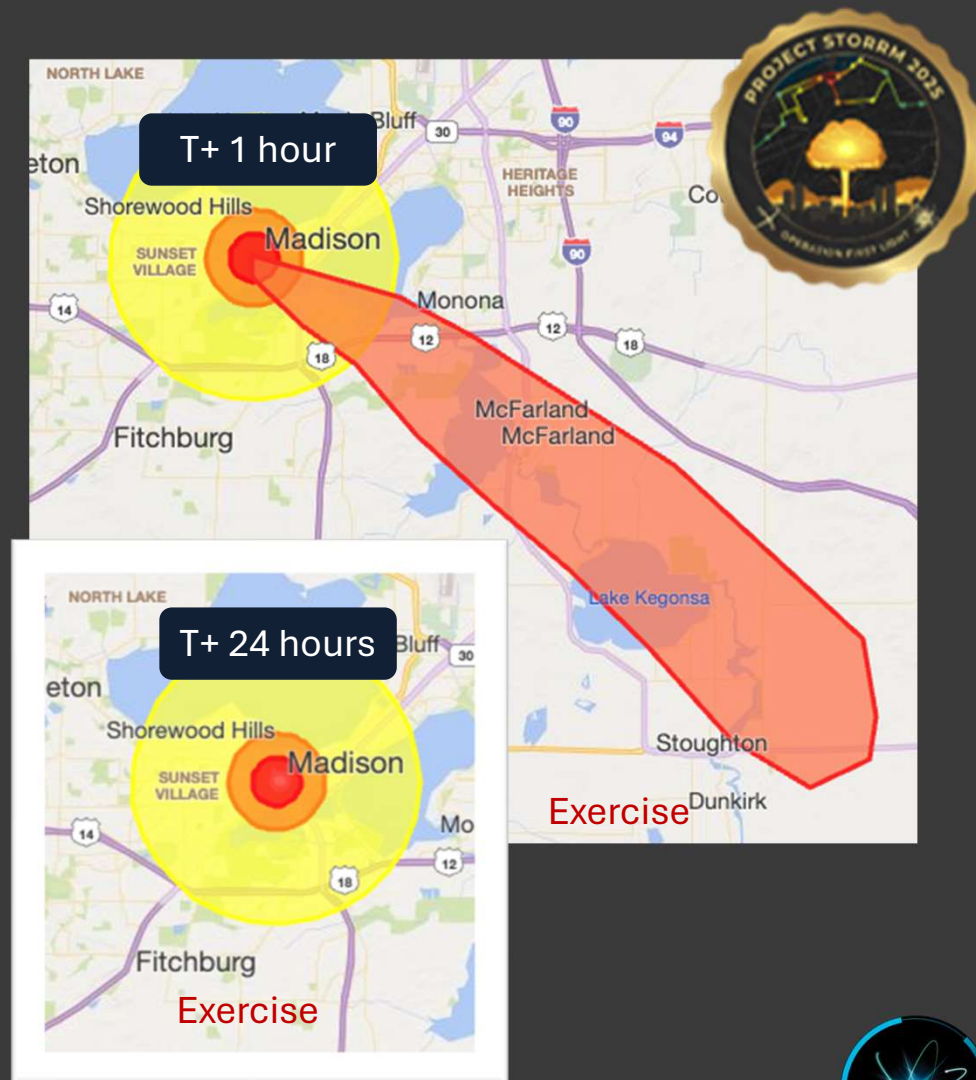 PROJECT STORRM 2025
OPERATION FIRST LIGHT
NORTH LAKE
T+ 1 hour
Bluff
30
90
94
eton
HERITAGE
HEIGHTS
Co
Shorewood Hills
Madison
SUNSET
VILLAGE
90
14
Monona
12
12
18
18
McFarland
McFarland
Fitchburg
Lake Kegonsa
Stoughton
Dunkirk
Exercise
NORTH LAKE
T+ 24 hours
Bluff
30
eton
Shorewood Hills
Madison
SUNSET
VILLAGE
14
Mo
12
18
Fitchburg
Exercise